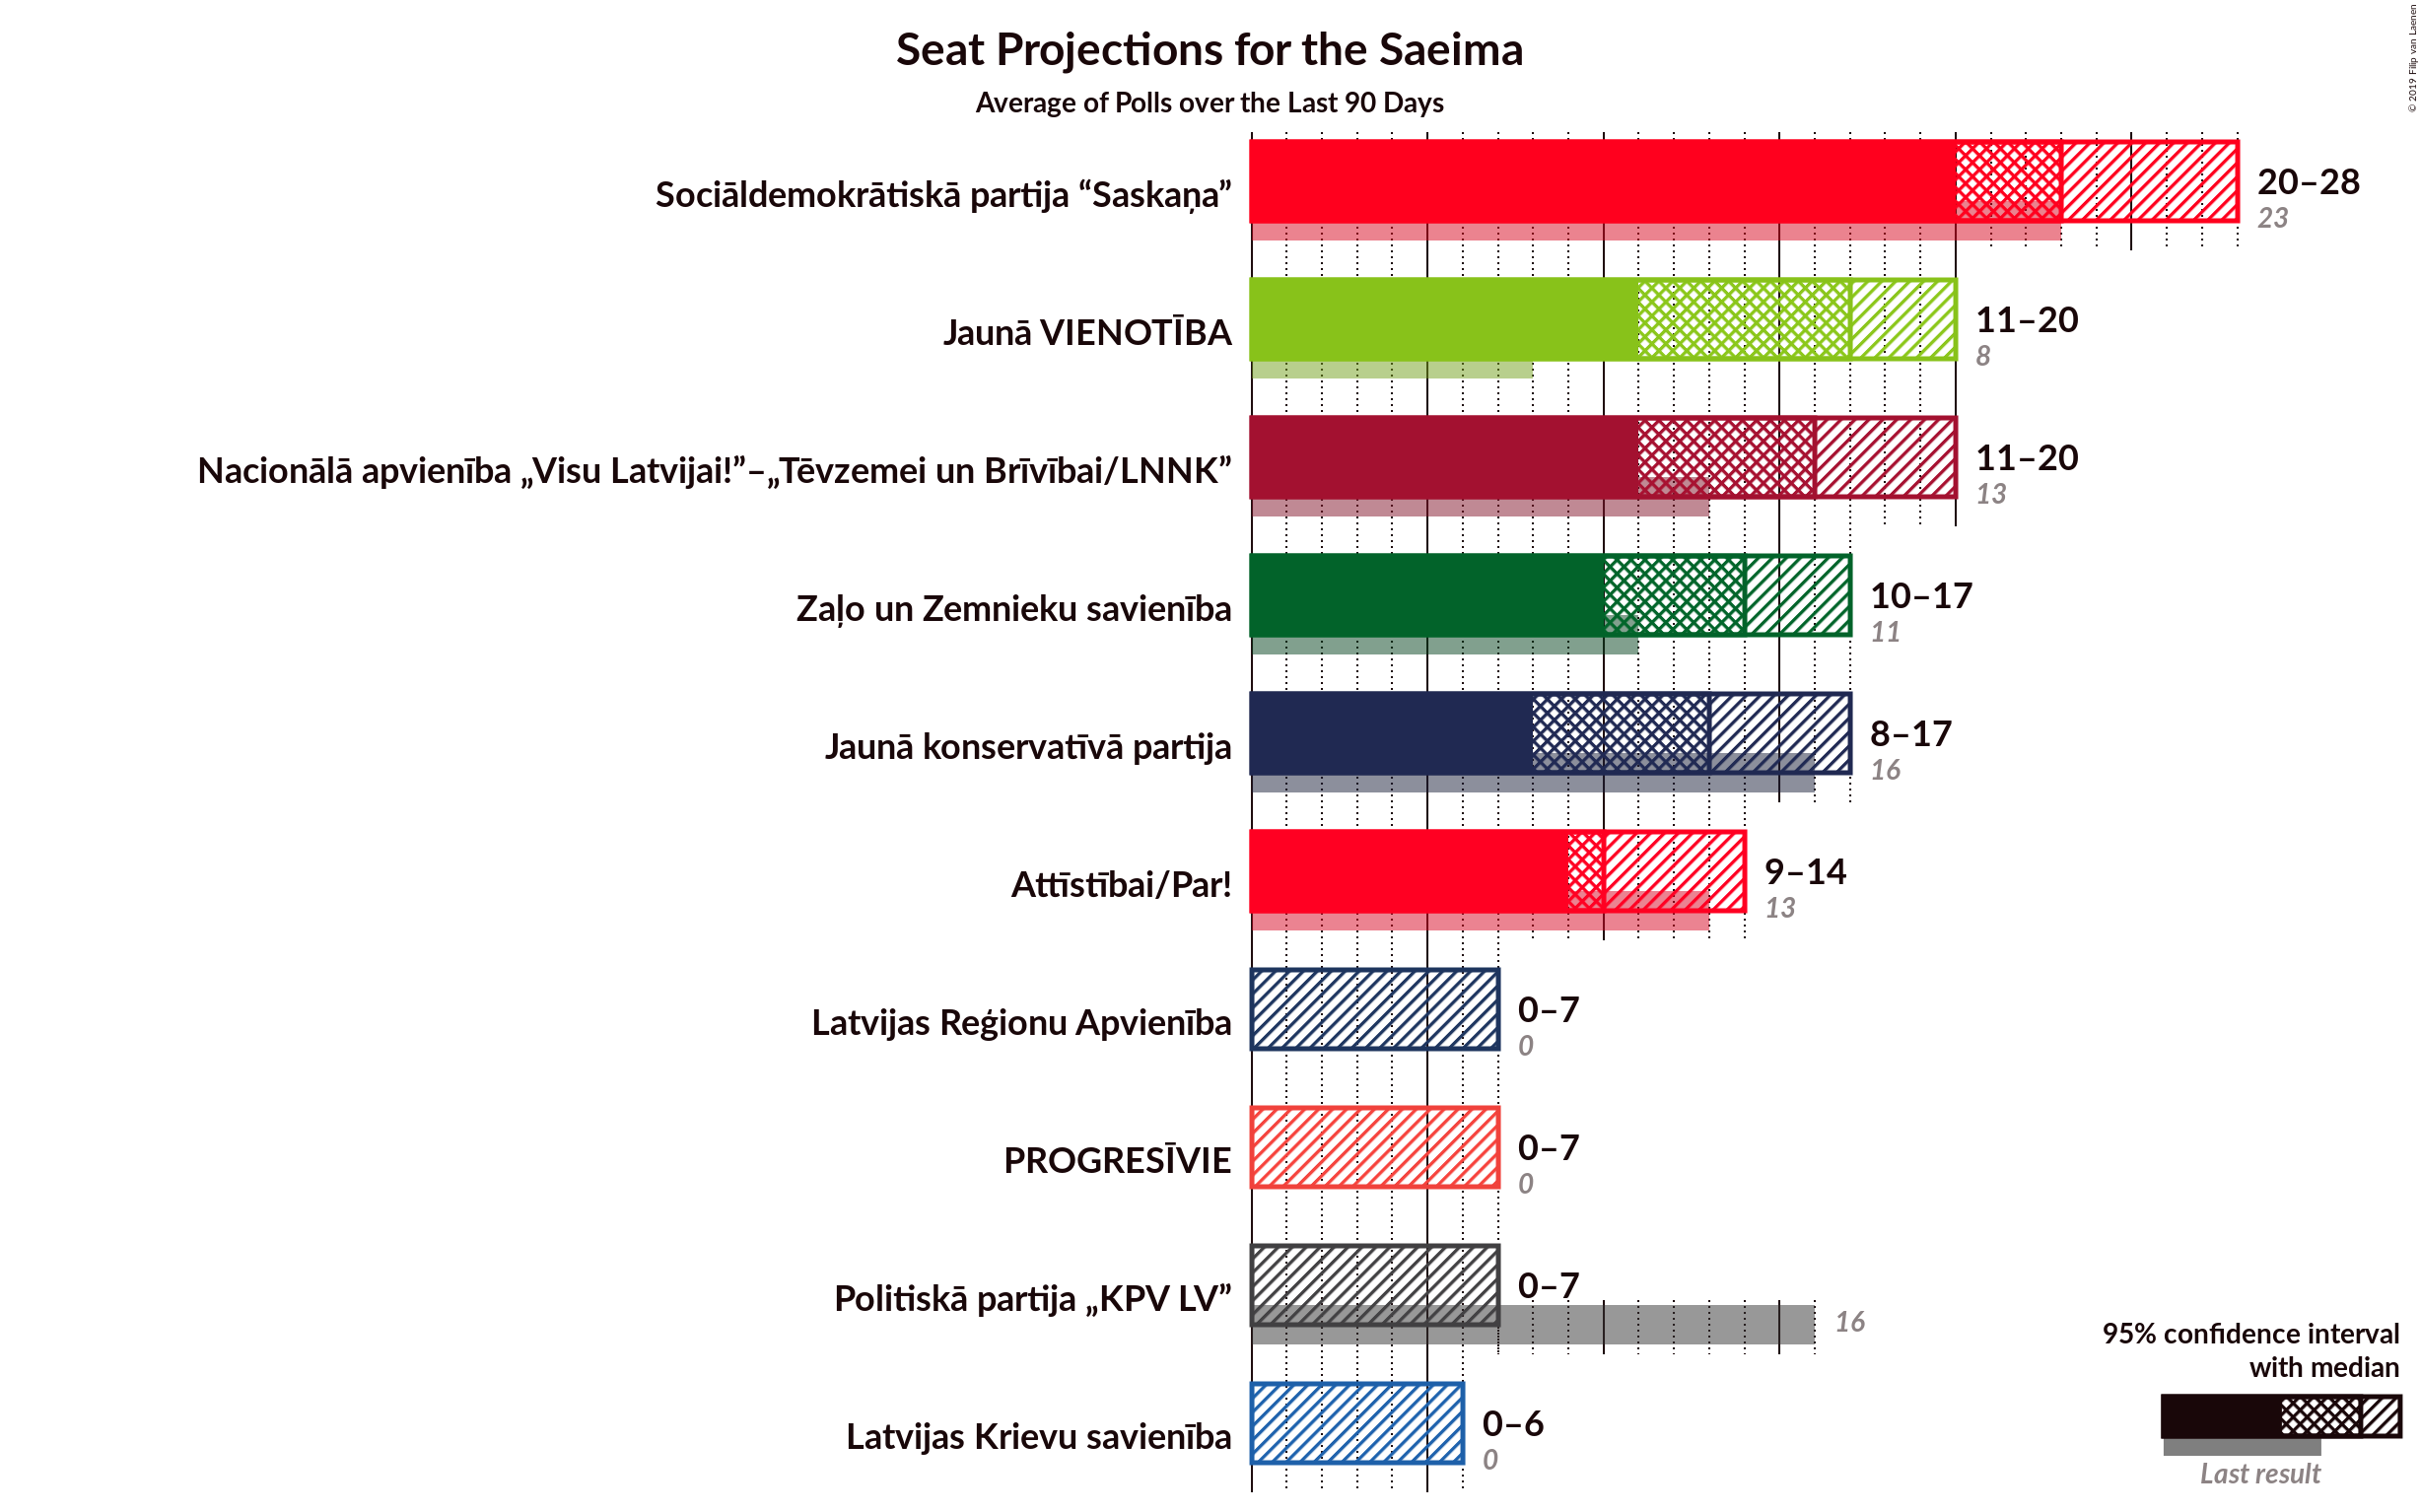 Seat Projections for the Saeima
Average of Polls over the Last 90 Days
© 2019 Filip van Laenen
Sociāldemokrātiskā partija “Saskaņa”
20–28
23
Jaunā VIENOTĪBA
11–20
8
Nacionālā apvienība „Visu Latvijai!”–„Tēvzemei un Brīvībai/LNNK”
11–20
13
Zaļo un Zemnieku savienība
10–17
11
Jaunā konservatīvā partija
8–17
16
Attīstībai/Par!
9–14
13
Latvijas Reģionu Apvienība
0–7
0
PROGRESĪVIE
0–7
0
Politiskā partija „KPV LV”
0–7
16
Latvijas Krievu savienība
0–6
0
95% confidence interval
with median
Last result